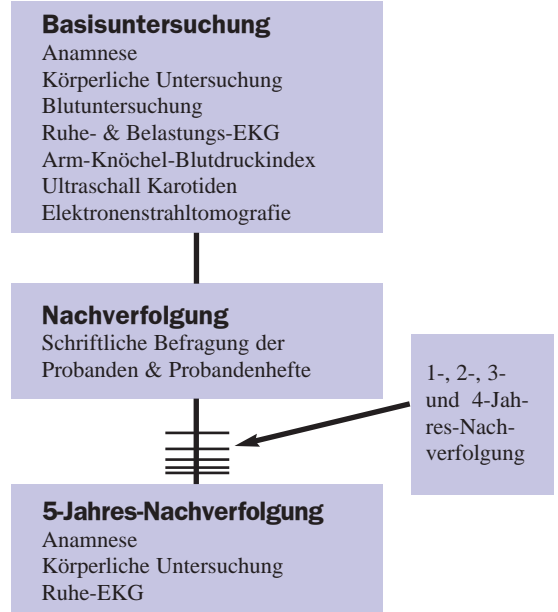 Basisuntersuchung
Anamnese
Körperliche Untersuchung
Blutuntersuchung
Ruhe- & Belastungs-EKG
Arm-Knöchel-Blutdruckindex
Ultraschall Karotiden
Elektronenstrahltomografie
Nachverfolgung
Schriftliche Befragung der
Probanden & Probandenhefte
1-, 2-, 3-
und 4-Jah-
res-Nach-
verfolgung
5-Jahres-Nachverfolgung
Anamnese
Körperliche Untersuchung
Ruhe-EKG